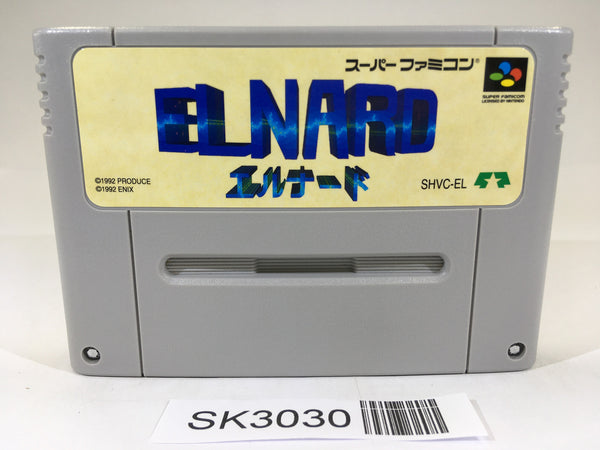 スーパーファミコン®
SUPER FAMICOM
LICENSED BY NINTENDO
ELNARD
エルナード
©1992 PRODUCE
©1992 ENIX
SHVC-EL
SK3030